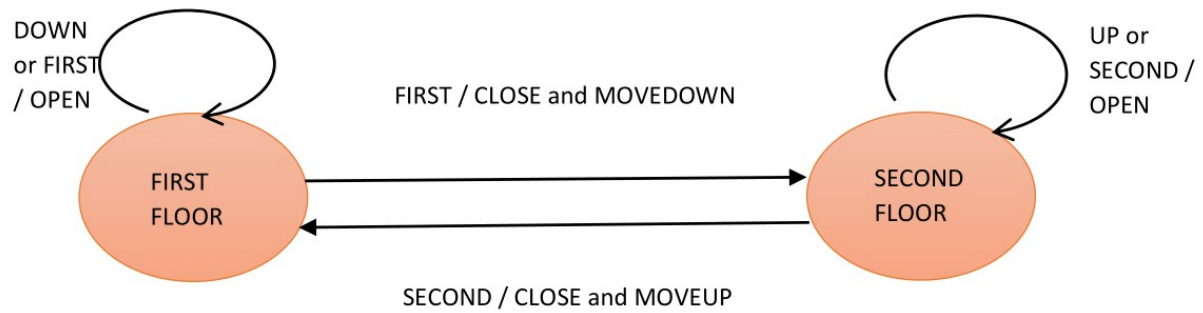 DOWN
or FIRST
/ OPEN
UP or
SECOND /
OPEN
FIRST / CLOSE and MOVEDOWN
FIRST
FLOOR
SECOND
FLOOR
SECOND / CLOSE and MOVEUP